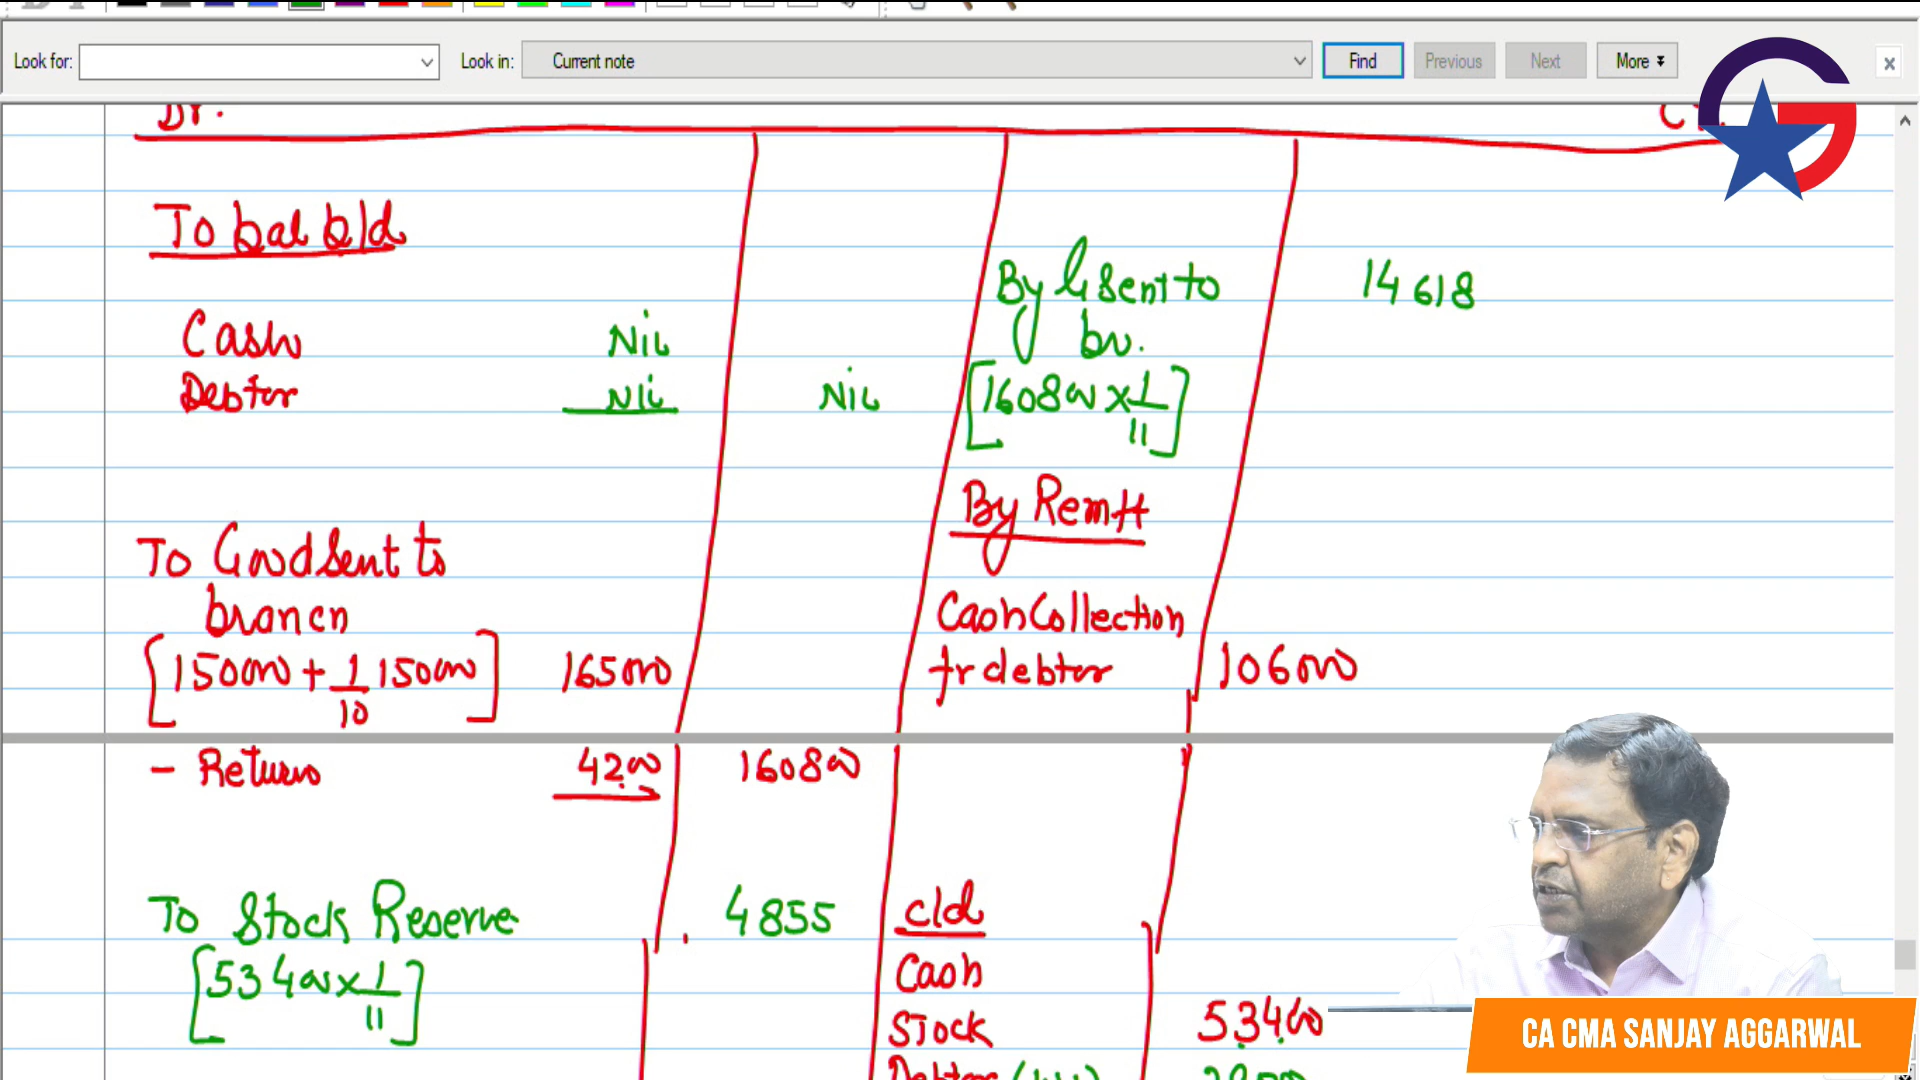 Look for:
Look in: Current note Find Previous Next More
Dr.
To bal b/d
Cash Nil
Debtor Nil Nil
By G sent to 14618
br.
[160800 × 1/11]
By Remtt
Cash Collection
fr debtor 106000
To Good Sent to
branch
[150000 + 1/10 150000] 165000
- Return 4200 160800
To Stock Reserve 4855
[53400 × 1/11]
c/d
Cash
Stock 53400
CA CMA SANJAY AGGARWAL